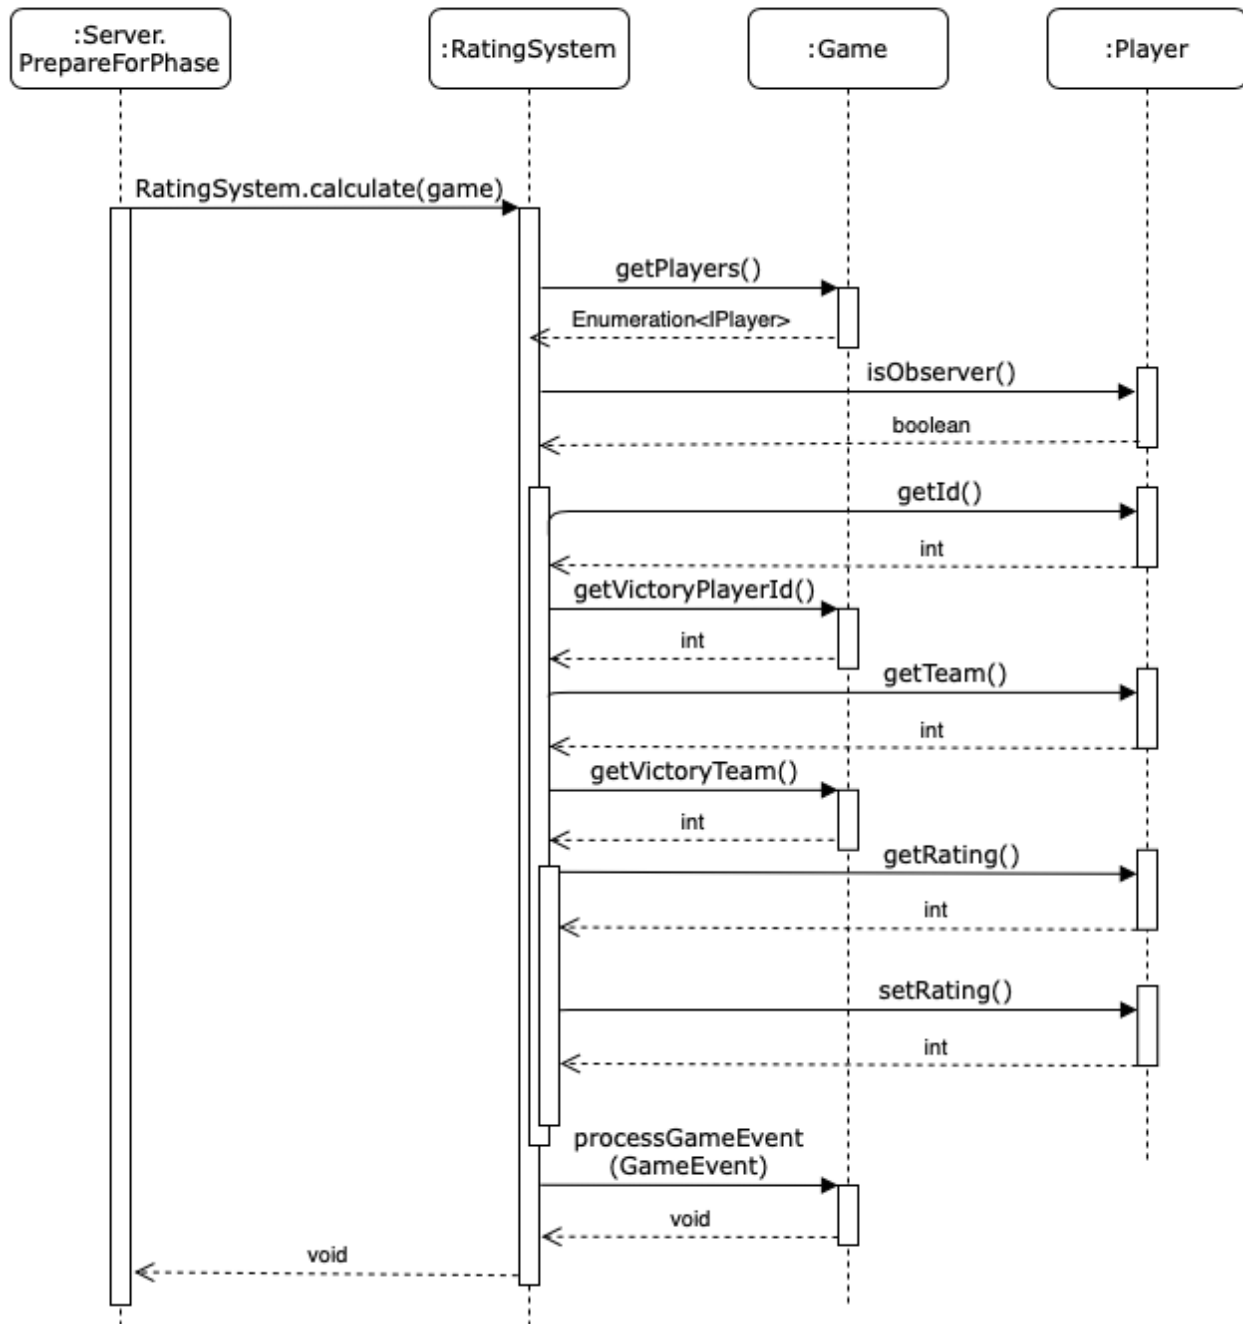 :Server.
PrepareForPhase
:RatingSystem
:Game
:Player
RatingSystem.calculate(game)
getPlayers()
Enumeration<IPlayer>
isObserver()
boolean
getId()
int
getVictoryPlayerId()
int
getTeam()
int
getVictoryTeam()
int
getRating()
int
setRating()
int
processGameEvent
(GameEvent)
void
void